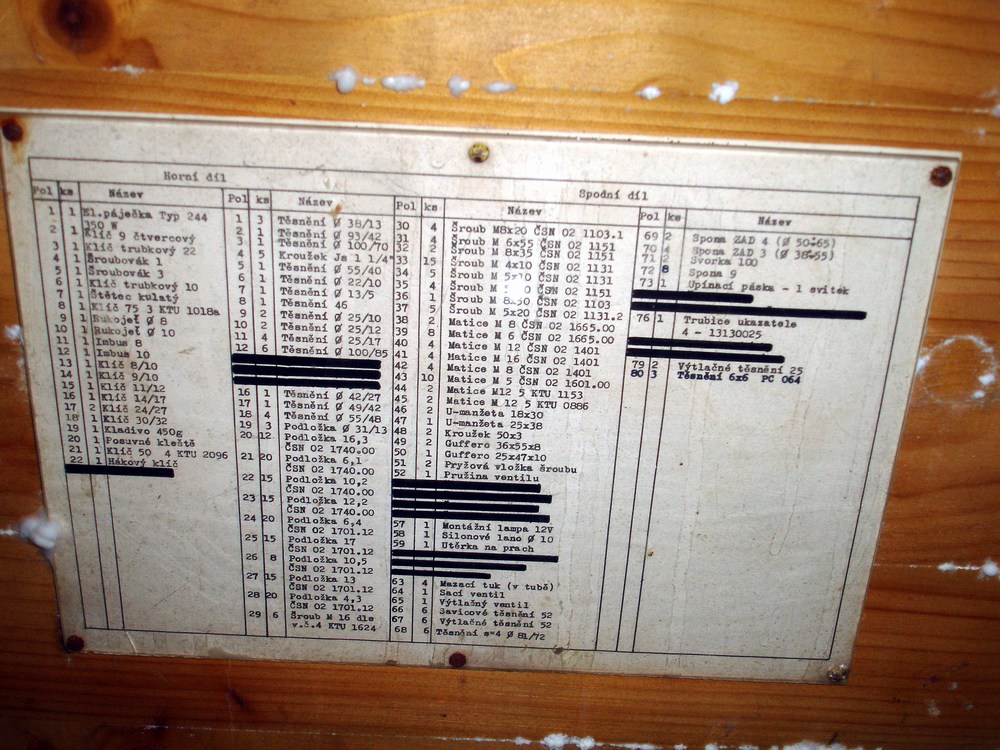 Horní díl
Spodní díl
Pol ks Název
1 1 El.páječka Typ 244
350 W
2 1 Klíč 9 čtvercový
3 1 Klíč trubkový 22
4 1 Šroubovák 1
5 1 Šroubovák 3
6 1 Klíč trubkový 10
7 1 Štětec kulatý
8 1 Klíč 75 3 KTU 1018a
9 1 Rukojeť Ø 8
10 1 Rukojeť Ø 10
11 1 Imbus 8
12 1 Imbus 10
13 1 Klíč 8/10
14 1 Klíč 9/10
15 1 Klíč 11/12
16 1 Klíč 14/17
17 2 Klíč 24/27
18 1 Klíč 30/32
19 1 Kladivo 450g
20 1 Posuvné kleště
21 1 Klíč 50 4 KTU 2096
22 1 Hákový klíč
Pol ks Název
1 3 Těsnění Ø 38/13
2 1 Těsnění Ø 93/42
3 1 Těsnění Ø 100/70
4 5 Kroužek Js 1 1/4"
5 1 Těsnění Ø 55/40
6 1 Těsnění Ø 22/10
7 1 Těsnění Ø 13/5
8 1 Těsnění 46
9 2 Těsnění Ø 25/10
10 2 Těsnění Ø 25/12
11 4 Těsnění Ø 25/17
12 6 Těsnění Ø 100/85
16 1 Těsnění Ø 42/27
17 1 Těsnění Ø 49/42
18 4 Těsnění Ø 55/48
19 3 Podložka Ø 31/13
20 12 Podložka 16,3
ČSN 02 1740.00
21 20 Podložka 6,1
ČSN 02 1740.00
22 15 Podložka 10,2
ČSN 02 1740.00
23 15 Podložka 12,2
ČSN 02 1740.00
24 20 Podložka 6,4
ČSN 02 1701.12
25 15 Podložka 17
ČSN 02 1701.12
26 8 Podložka 10,5
ČSN 02 1701.12
27 15 Podložka 13
ČSN 02 1701.12
28 20 Podložka 4,3
ČSN 02 1701.12
29 6 Šroub M 16 dle
v.č.4 KTU 1624
Pol ks Název
30 4 Šroub M8x20 ČSN 02 1103.1
31 4 Šroub M 6x55 ČSN 02 1151
32 2 Šroub M 8x35 ČSN 02 1151
33 15 Šroub M 4x10 ČSN 02 1131
34 5 Šroub M 5x10 ČSN 02 1131
35 4 Šroub M ČSN 02 1151
36 1 Šroub M 8x50 ČSN 02 1103
37 5 Šroub M 5x20 ČSN 02 1131.2
38 2 Matice M 8 ČSN 02 1665.00
39 8 Matice M 6 ČSN 02 1665.00
40 4 Matice M 12 ČSN 02 1401
41 4 Matice M 16 ČSN 02 1401
42 4 Matice M 8 ČSN 02 1401
43 10 Matice M 5 ČSN 02 1601.00
44 2 Matice M12 5 KTU 1153
45 2 Matice M 12 5 KTU 0886
46 2 U-manžeta 18x30
47 1 U-manžeta 25x38
48 2 Kroužek 50x3
49 2 Guffero 36x55x8
50 1 Guffero 25x47x10
51 2 Pryžová vložka šroubu
52 1 Pružina ventilu
57 1 Montážní lampa 12V
58 1 Silonové lano Ø 10
59 1 Utěrka na prach
63 4 Mazací tuk (v tubě)
64 1 Sací ventil
65 1 Výtlačný ventil
66 6 Savicové těsnění 52
67 6 Výtlačné těsnění 52
68 6 Těsnění s=4 Ø 81/72
Pol ks Název
69 2 Spona ZAD 4 (Ø 50-65)
70 4 Spona ZAD 3 (Ø 38-55)
71 2 Svorka 100
72 8 Spona 9
73 1 Upínací páska - 1 svitek
76 1 Trubice ukazatele
4 - 13130025
79 2 Výtlačné těsnění 25
80 3 Těsnění 6x6 PC 064